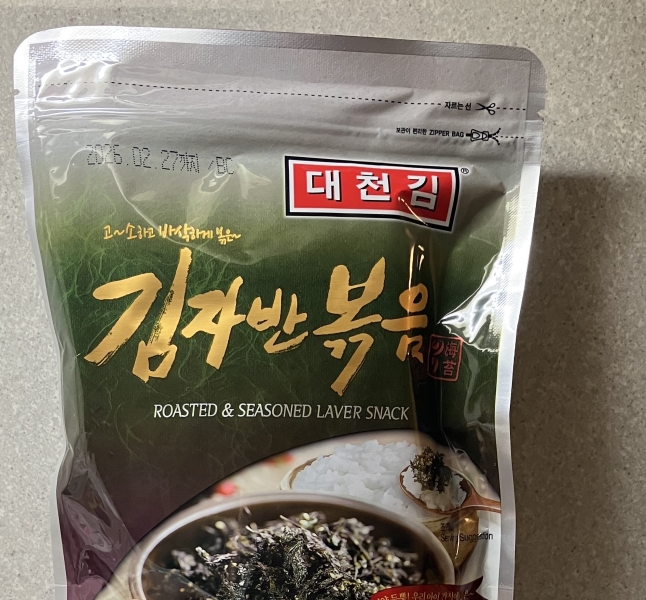 자르는 선
보관이 편리한 ZIPPER BAG
2026.02.27까지 /BC
대천김®
고~소하고 바삭하게 볶은~
김자반 볶음
海苔
ROASTED & SEASONED LAVER SNACK